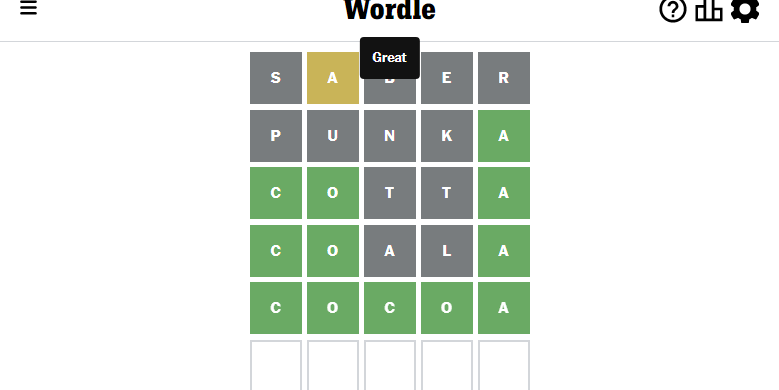 Wordle
Great
S A B E R
P U N K A
C O T T A
C O A L A
C O C O A